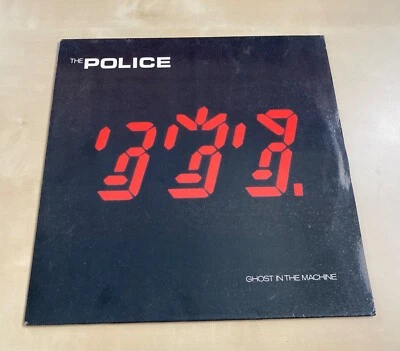 THE POLICE
GHOST IN THE MACHINE